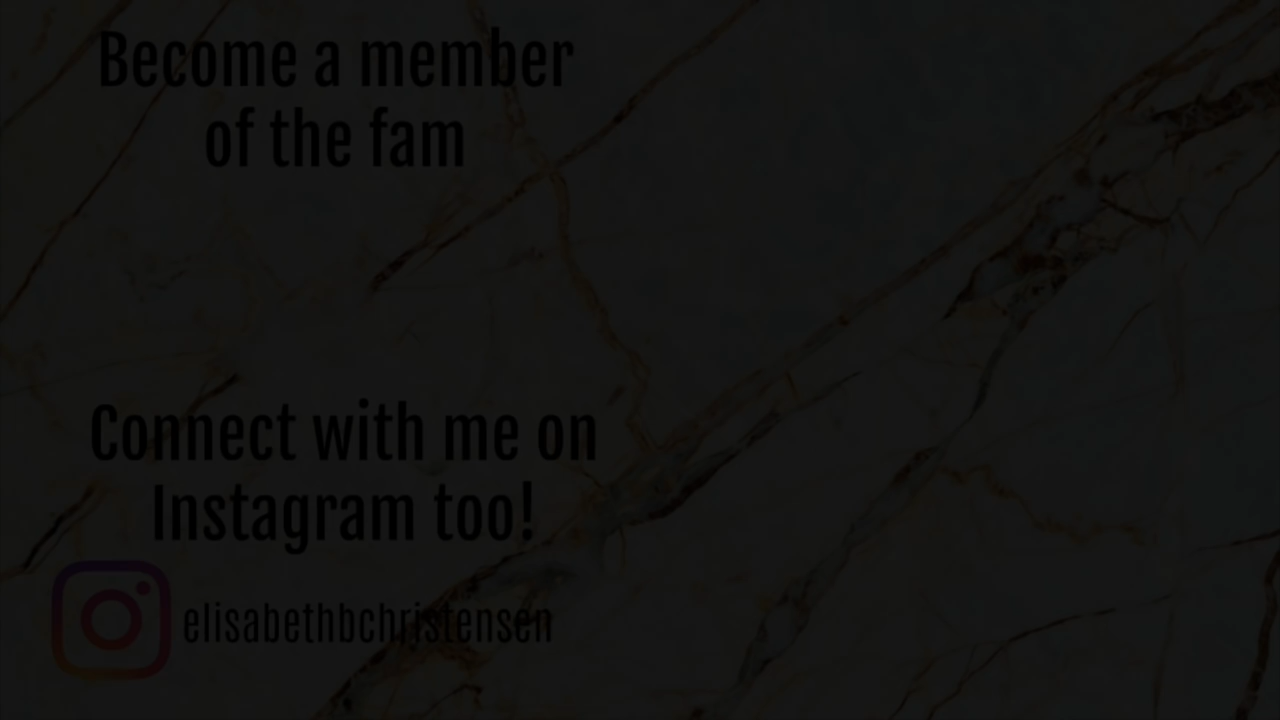 Become a member
of the fam
Connect with me on
Instagram too!
elisabethbchristensen